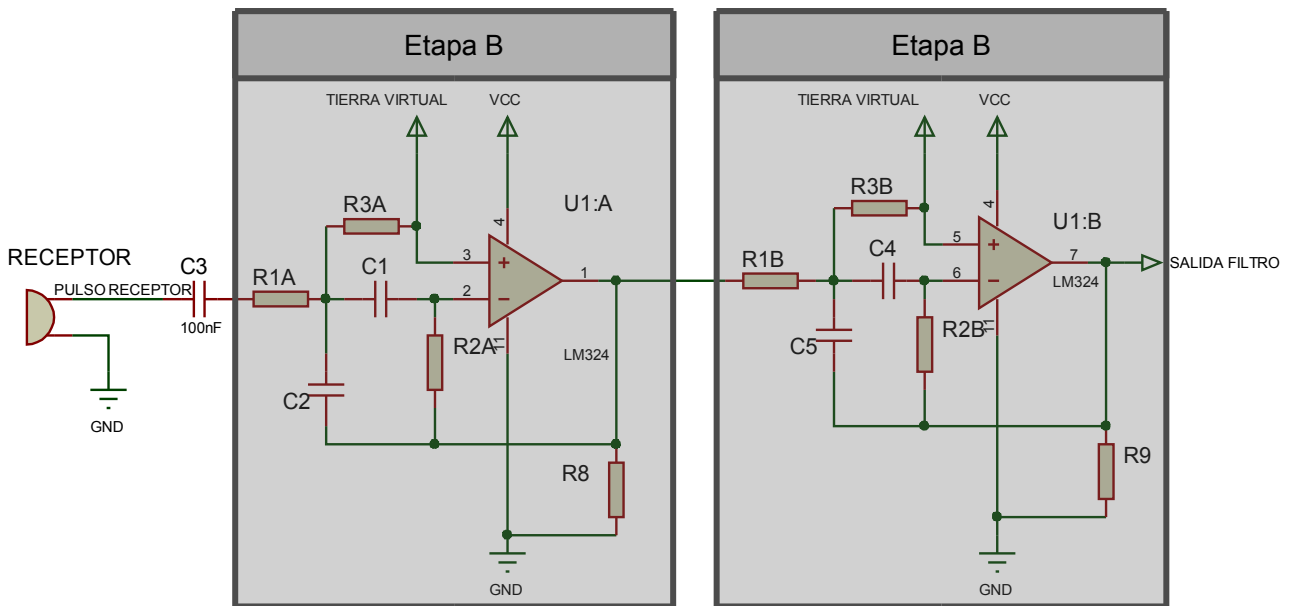 Etapa B
TIERRA VIRTUAL
VCC
R3A
U1:A
4
3
C1
2
1
R1A
R2A
11
LM324
C2
R8
GND
RECEPTOR
PULSO RECEPTOR
C3
100nF
GND
Etapa B
TIERRA VIRTUAL
VCC
R3B
U1:B
4
5
C4
6
7
R1B
LM324
SALIDA FILTRO
R2B
11
C5
R9
GND